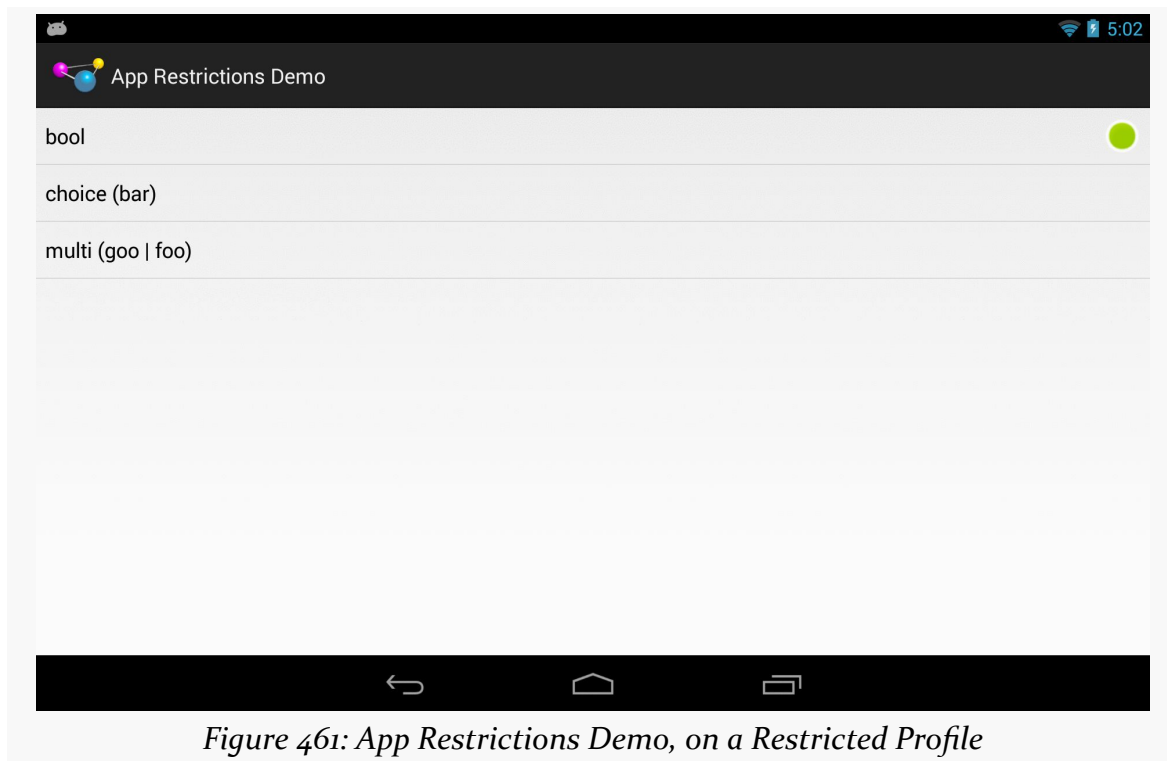 5:02
App Restrictions Demo
bool
choice (bar)
multi (goo | foo)
Figure 461: App Restrictions Demo, on a Restricted Profile